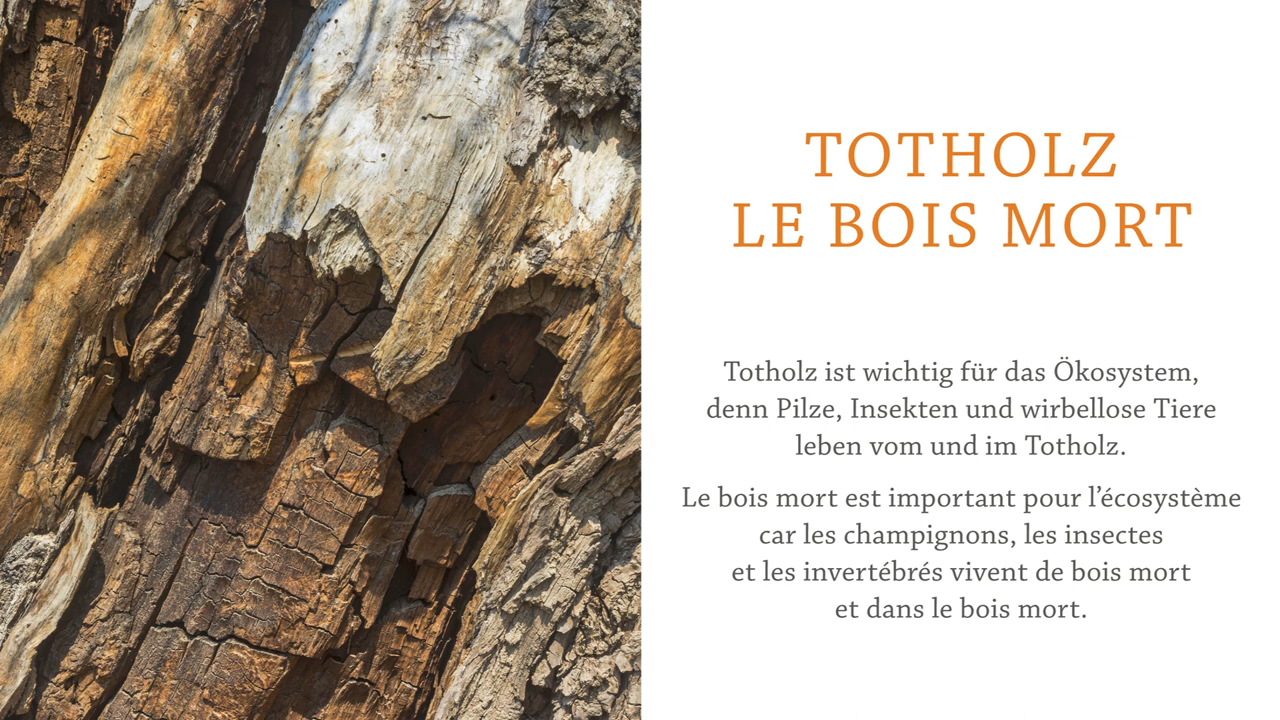 TOTHOLZ
LE BOIS MORT
Totholz ist wichtig für das Ökosystem,
denn Pilze, Insekten und wirbellose Tiere
leben vom und im Totholz.
Le bois mort est important pour l’écosystème
car les champignons, les insectes
et les invertébrés vivent de bois mort
et dans le bois mort.